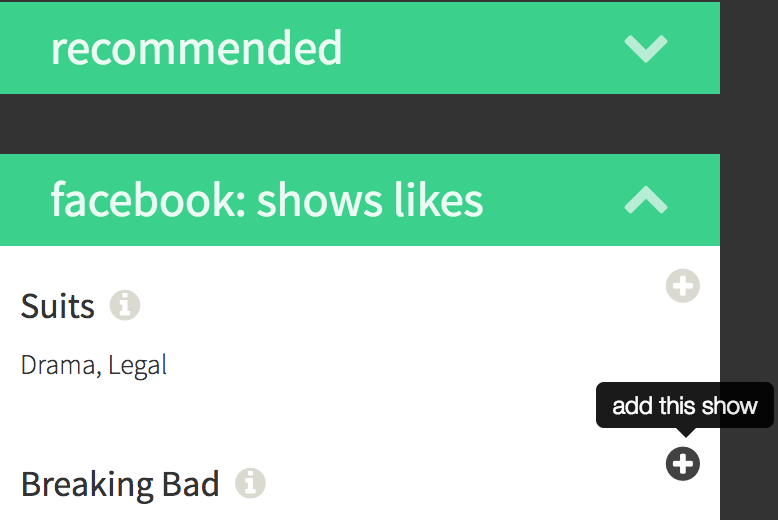 recommended
facebook: shows likes
Suits
Drama, Legal
add this show
Breaking Bad